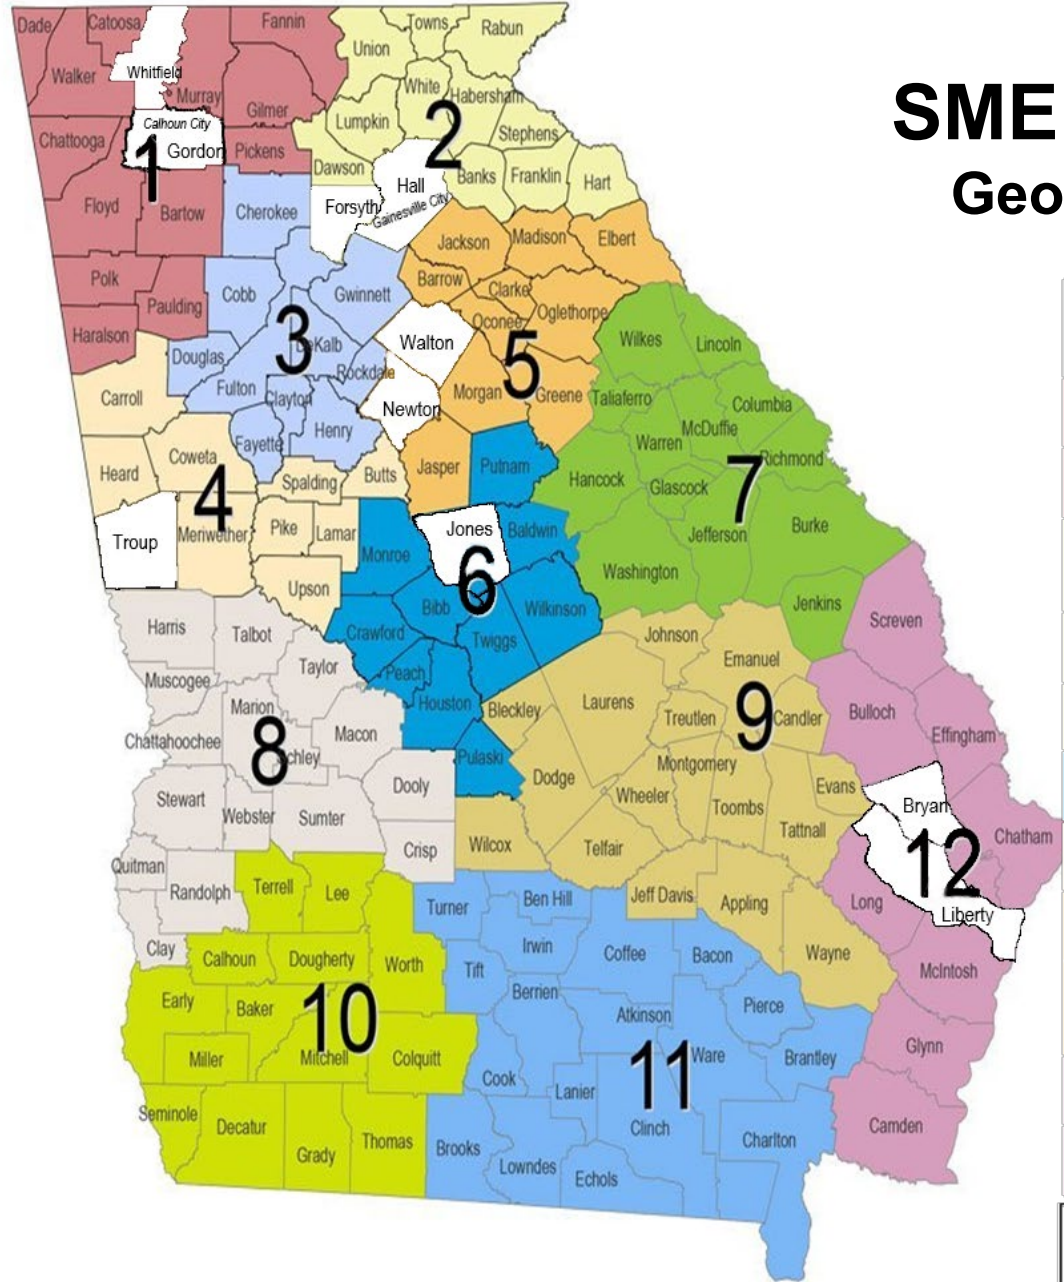 SME
Geo
Dade
Catoosa
Fannin
Towns
Rabun
Union
Whitfield
Walker
Murray
Gilmer
White
Habersham
Lumpkin
2
Stephens
Chattooga
Calhoun City
1
Gordon
Pickens
Dawson
Banks
Franklin
Hart
Hall
Gainesville City
Forsyth
Floyd
Bartow
Cherokee
Jackson
Madison
Elbert
Polk
Paulding
Cobb
Gwinnett
Barrow
Clarke
Oglethorpe
Oconee
Haralson
Douglas
3
DeKalb
Rockdale
Walton
5
Wilkes
Lincoln
Carroll
Fulton
Clayton
Newton
Morgan
Greene
Taliaferro
Columbia
McDuffie
Fayette
Henry
Warren
Richmond
Heard
Coweta
Spalding
Butts
Jasper
Putnam
Hancock
Glascock
7
4
Troup
Meriwether
Pike
Lamar
Monroe
Jones
Baldwin
Jefferson
Burke
Upson
6
Bibb
Wilkinson
Washington
Jenkins
Screven
Harris
Talbot
Crawford
Twiggs
Johnson
Emanuel
Taylor
Peach
Muscogee
Marion
Houston
Bleckley
Laurens
Treutlen
9
Candler
Bulloch
Effingham
Chattahoochee
8
Schley
Macon
Pulaski
Dodge
Montgomery
Stewart
Webster
Sumter
Dooly
Wheeler
Toombs
Evans
Tattnall
Bryan
Chatham
12
Quitman
Randolph
Crisp
Wilcox
Telfair
Terrell
Lee
Turner
Ben Hill
Jeff Davis
Appling
Long
Liberty
Clay
Calhoun
Dougherty
Worth
Tift
Irwin
Coffee
Bacon
Wayne
McIntosh
Early
Baker
10
Berrien
Atkinson
Pierce
Miller
Mitchell
Colquitt
Cook
Lanier
11
Ware
Brantley
Glynn
Seminole
Decatur
Grady
Thomas
Brooks
Lowndes
Echols
Clinch
Charlton
Camden